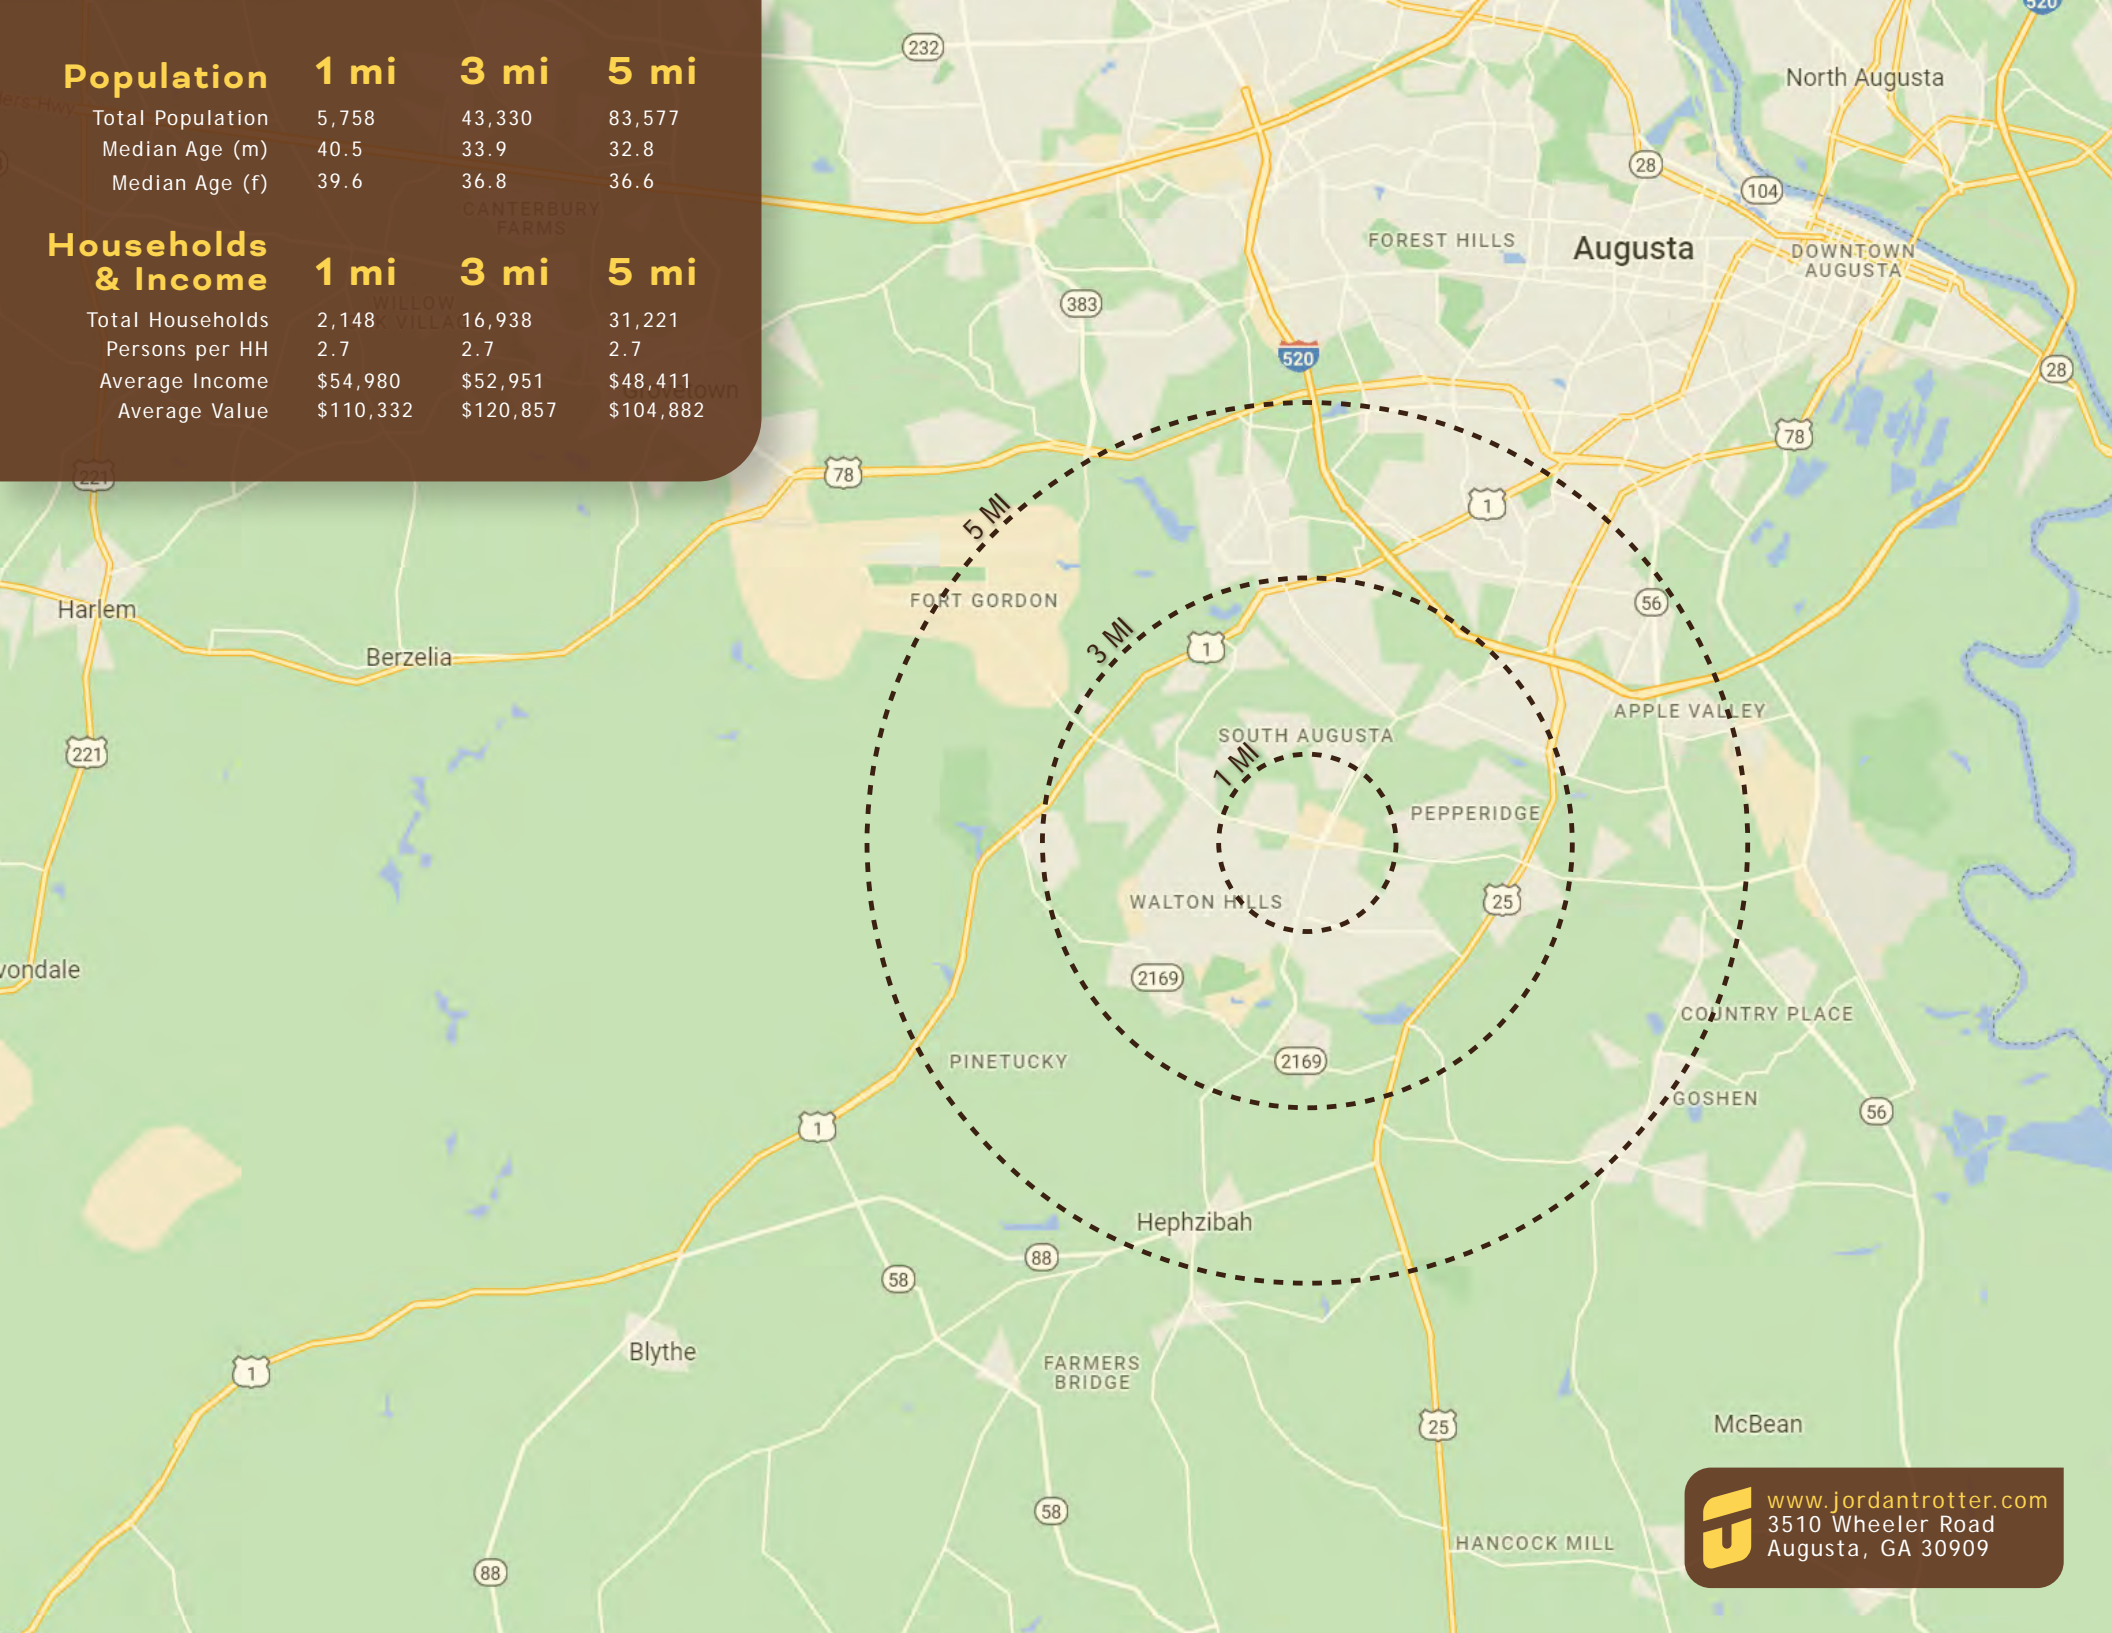 Population 1 mi 3 mi 5 mi
Total Population 5,758 43,330 83,577
Median Age (m) 40.5 33.9 32.8
Median Age (f) 39.6 36.8 36.6
Households
& Income 1 mi 3 mi 5 mi
Total Households 2,148 16,938 31,221
Persons per HH 2.7 2.7 2.7
Average Income $54,980 $52,951 $48,411
Average Value $110,332 $120,857 $104,882
CANTERBURY
FARMS
WILLOW
520
232
North Augusta
28
104
FOREST HILLS
Augusta
DOWNTOWN
AUGUSTA
383
520
28
78
221
78
1
5 MI
Harlem
FORT GORDON
56
3 MI
1
Berzelia
APPLE VALLEY
SOUTH AUGUSTA
221
1 MI
PEPPERIDGE
WALTON HILLS
25
2169
COUNTRY PLACE
PINETUCKY
2169
GOSHEN
56
1
Hephzibah
88
58
Blythe
1
FARMERS
BRIDGE
25
McBean
58
HANCOCK MILL
88
www.jordantrotter.com
3510 Wheeler Road
Augusta, GA 30909